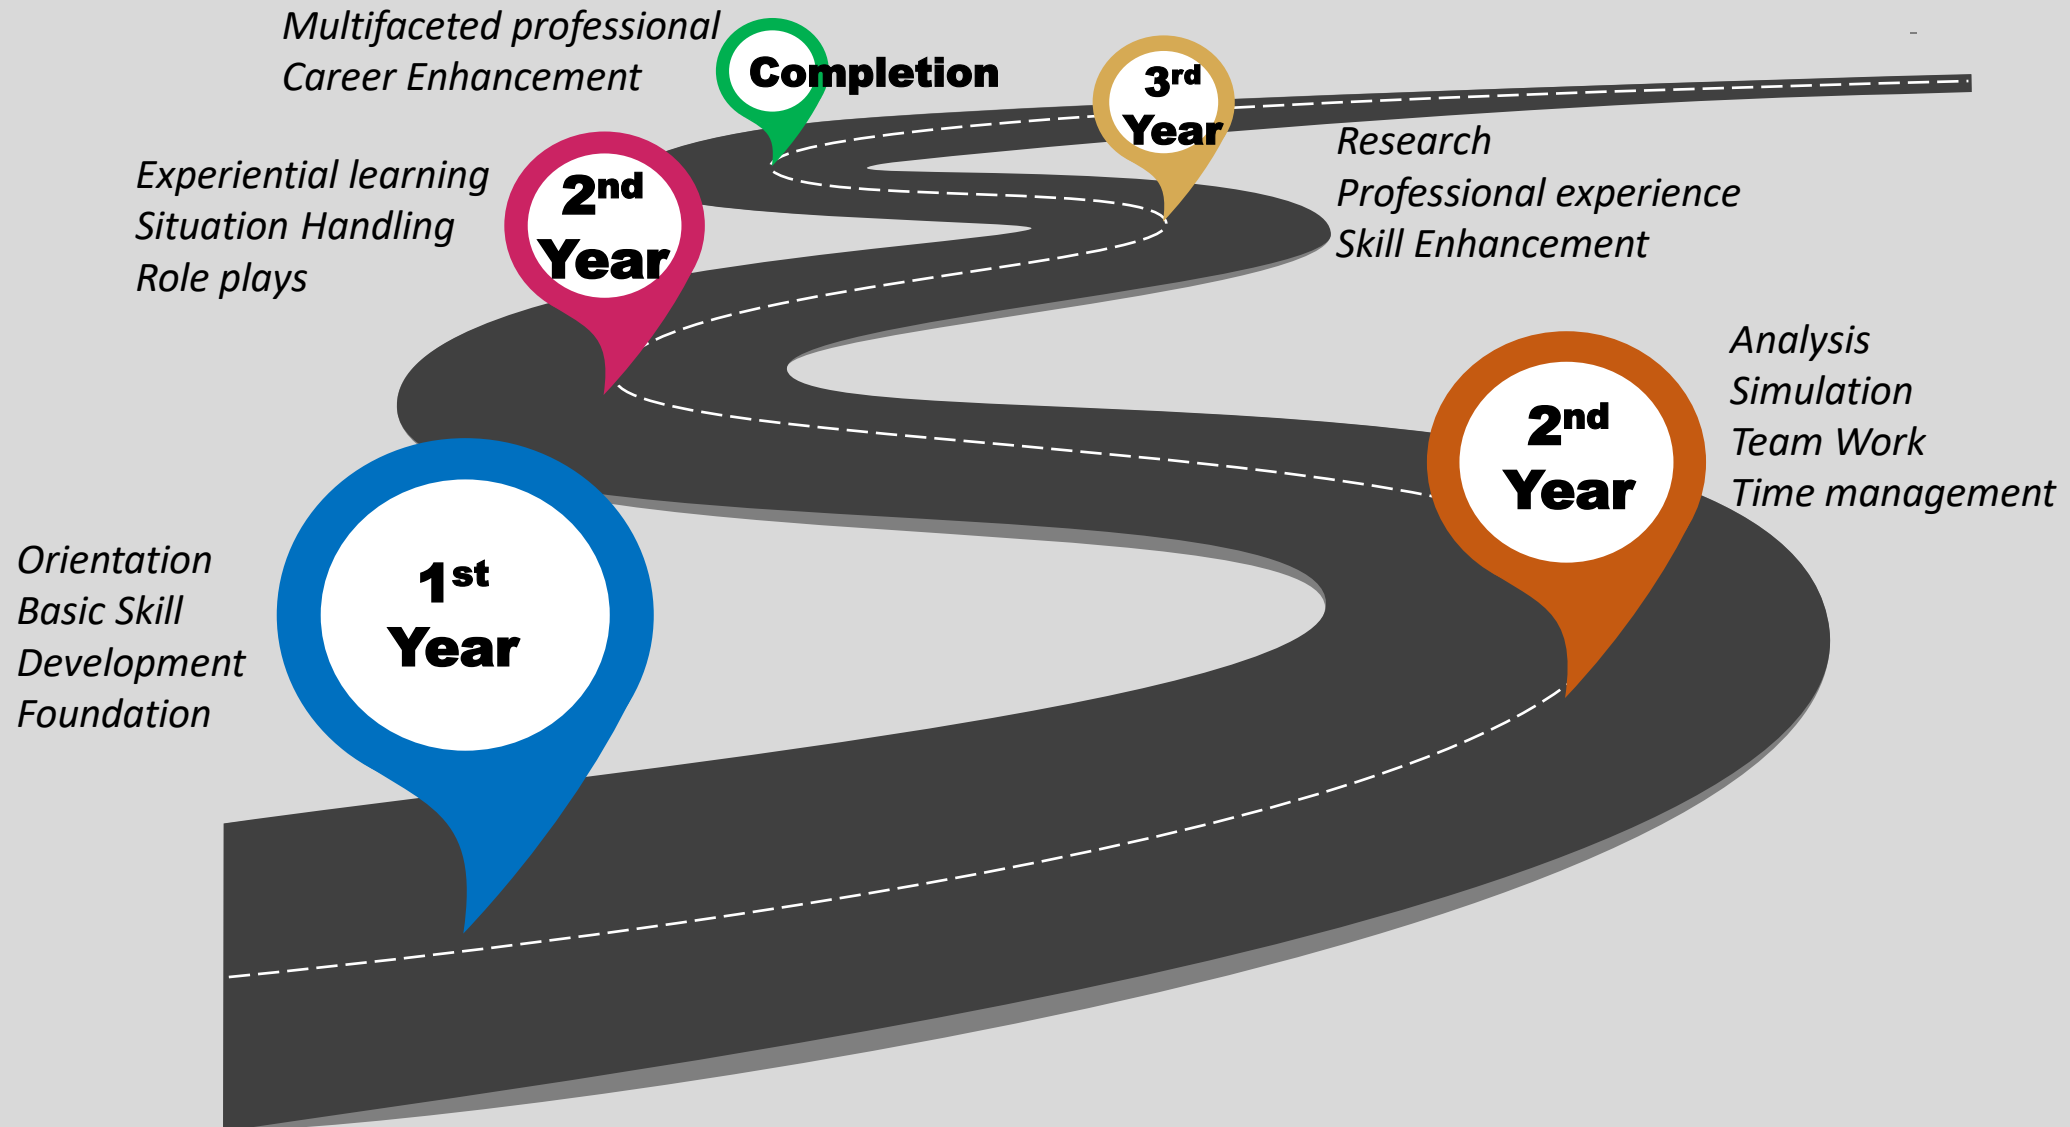 Multifaceted professional
Career Enhancement
Completion
3rd
Year
Research
Professional experience
Skill Enhancement
Experiential learning
Situation Handling
Role plays
2nd
Year
Analysis
Simulation
Team Work
Time management
2nd
Year
Orientation
Basic Skill
Development
Foundation
1st
Year